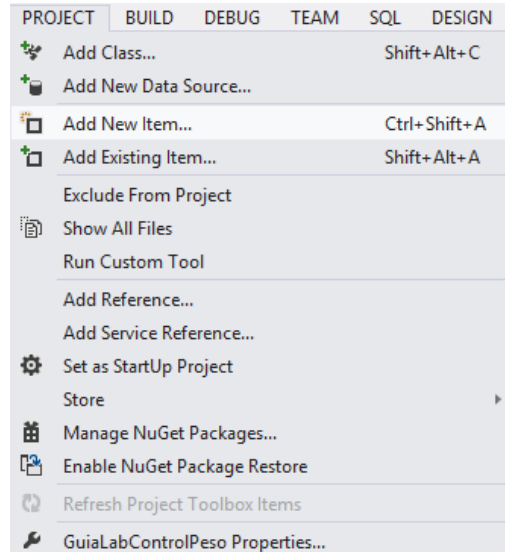 PROJECT BUILD DEBUG TEAM SQL DESIGN
Add Class... Shift+Alt+C
Add New Data Source...
Add New Item... Ctrl+Shift+A
Add Existing Item... Shift+Alt+A
Exclude From Project
Show All Files
Run Custom Tool
Add Reference...
Add Service Reference...
Set as StartUp Project
Store
Manage NuGet Packages...
Enable NuGet Package Restore
Refresh Project Toolbox Items
GuiaLabControlPeso Properties...